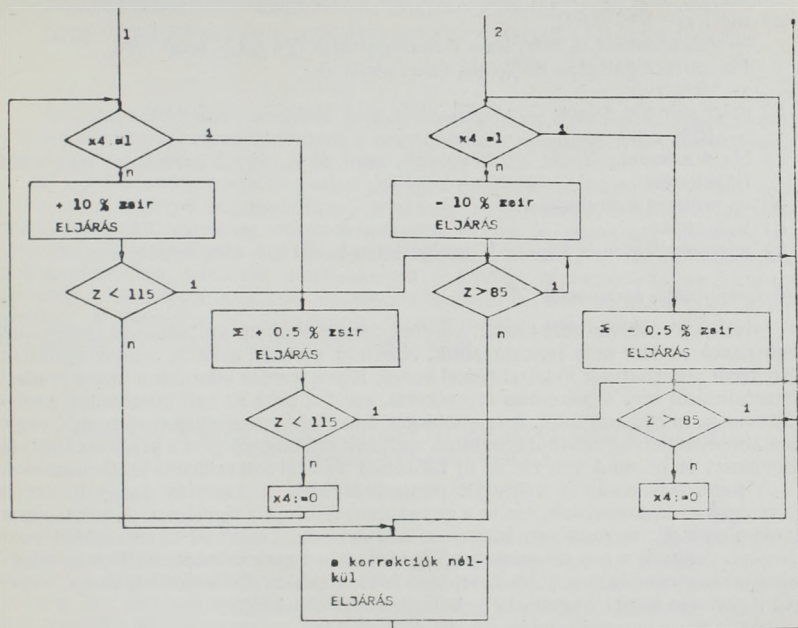 1
2
x4:=1
1
n
+ 10 % zsir
ELJÁRÁS
Z < 115
1
n
Σ + 0.5 % zsir
ELJÁRÁS
Z < 115
1
n
x4:=0
x4:=1
1
n
- 10 % zsir
ELJÁRÁS
Z > 85
1
n
Σ - 0.5 % zsir
ELJÁRÁS
Z > 85
1
n
x4:=0
a korrekciók nél-
kül
ELJÁRÁS